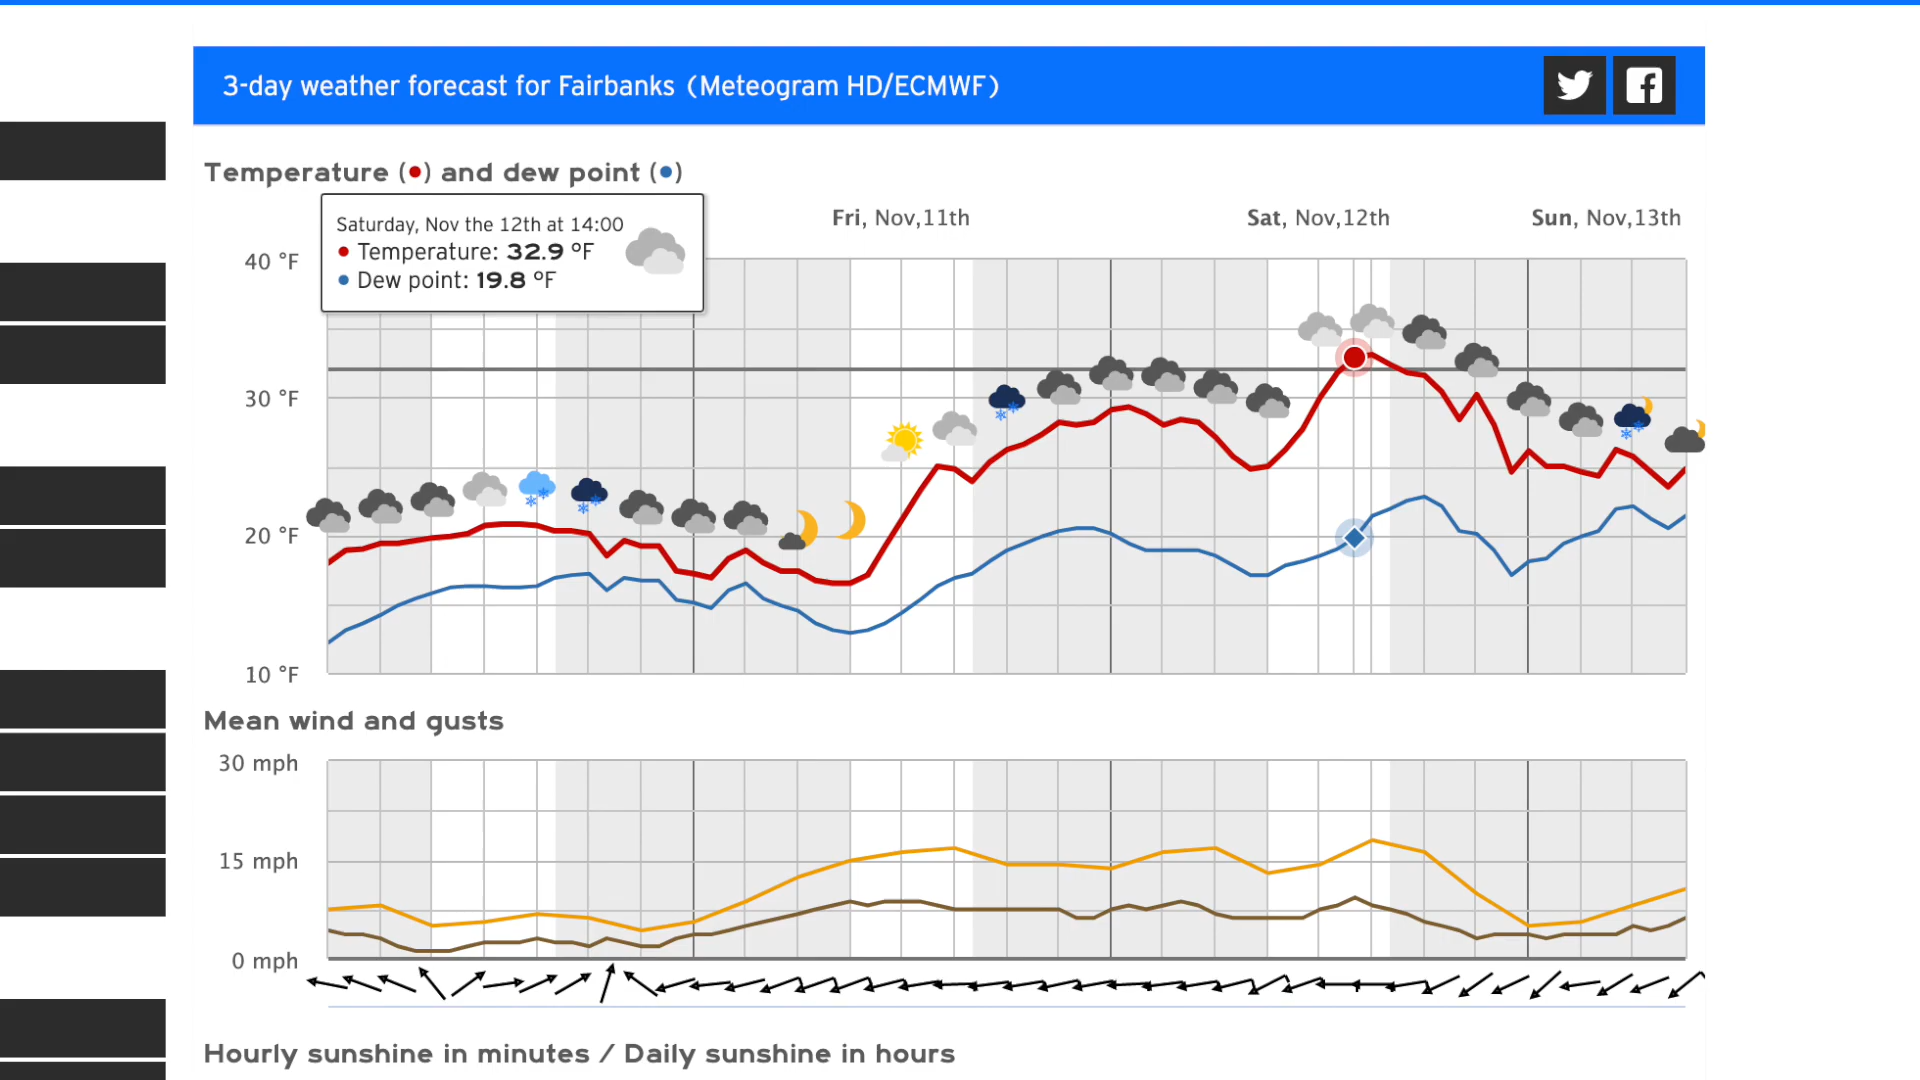 3-day weather forecast for Fairbanks (Meteogram HD/ECMWF)
Temperature (●) and dew point (●)
Saturday, Nov the 12th at 14:00
● Temperature: 32.9 °F
● Dew point: 19.8 °F
Fri, Nov,11th
Sat, Nov,12th
Sun, Nov,13th
40 °F
30 °F
20 °F
10 °F
Mean wind and gusts
30 mph
15 mph
0 mph
Hourly sunshine in minutes / Daily sunshine in hours